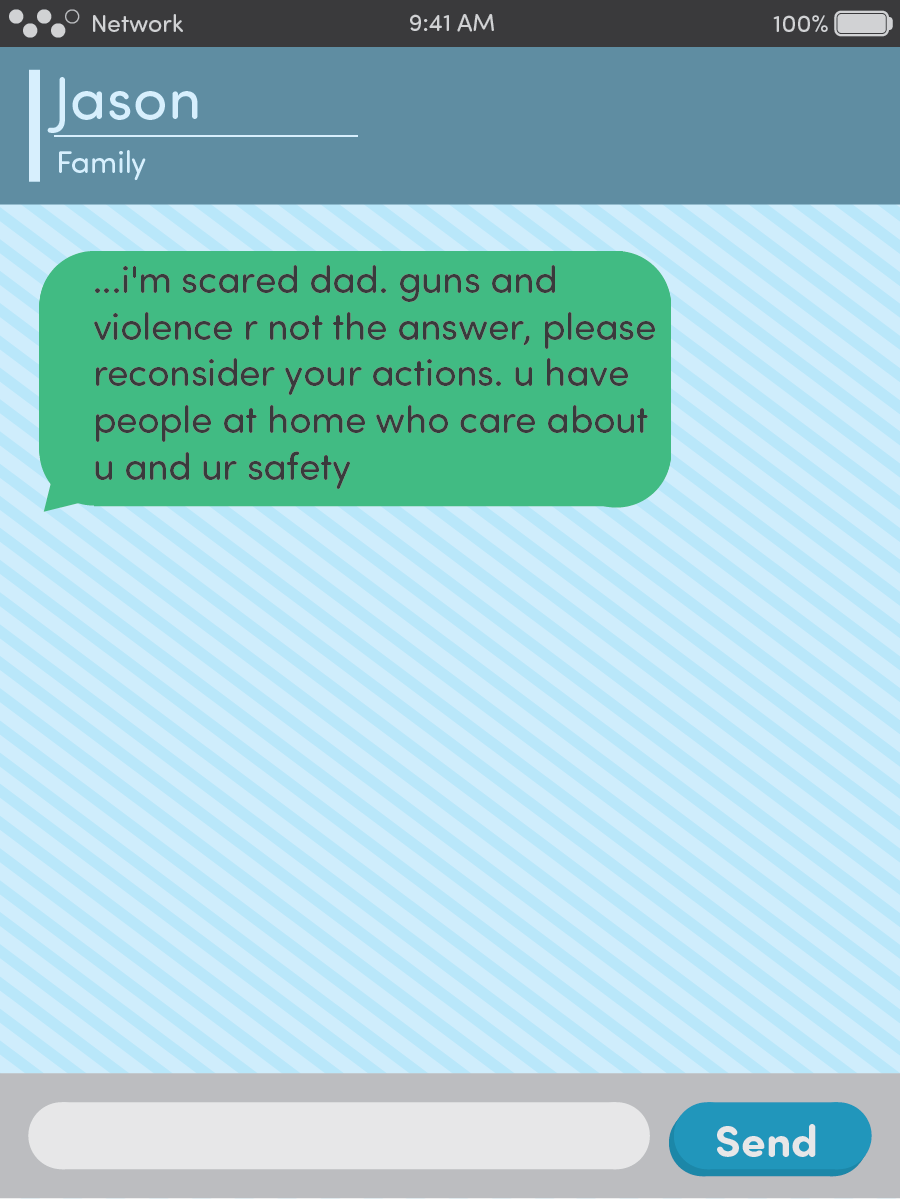 Network 9:41 AM 100%
Jason
Family
...i'm scared dad. guns and
violence r not the answer, please
reconsider your actions. u have
people at home who care about
u and ur safety
Send